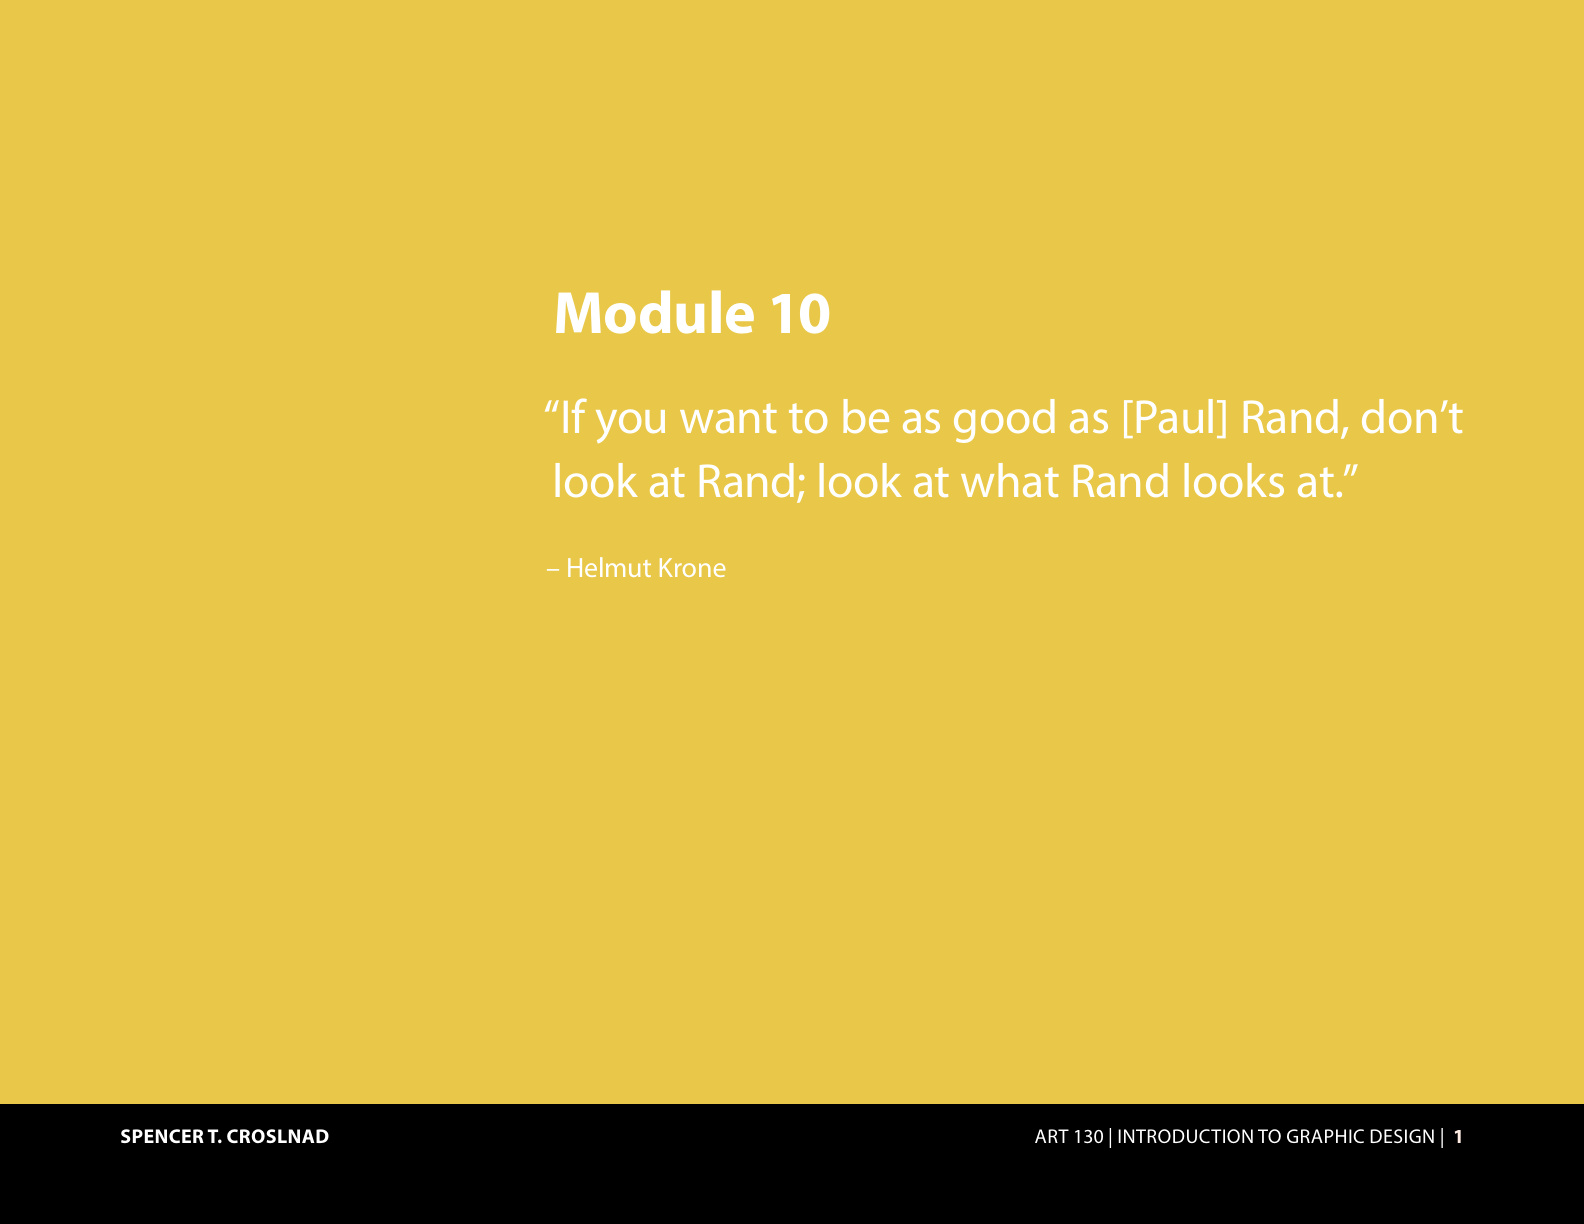 Module 10
“If you want to be as good as [Paul] Rand, don’t
look at Rand; look at what Rand looks at.”
– Helmut Krone
SPENCER T. CROSLNAD
ART 130 | INTRODUCTION TO GRAPHIC DESIGN | 1